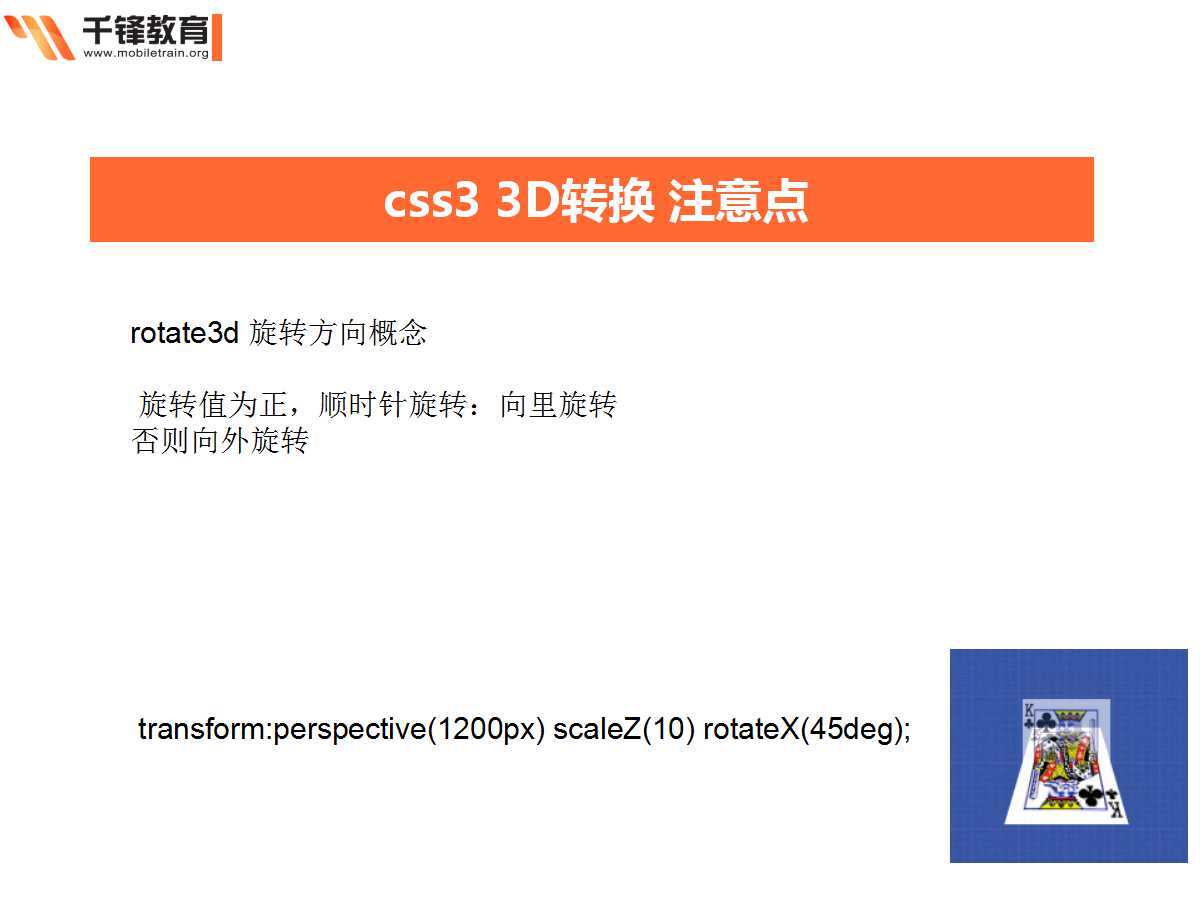 千锋教育
www.mobiletrain.org
css3 3D转换 注意点
rotate3d 旋转方向概念
旋转值为正，顺时针旋转：向里旋转
否则向外旋转
transform:perspective(1200px) scaleZ(10) rotateX(45deg);
K
K